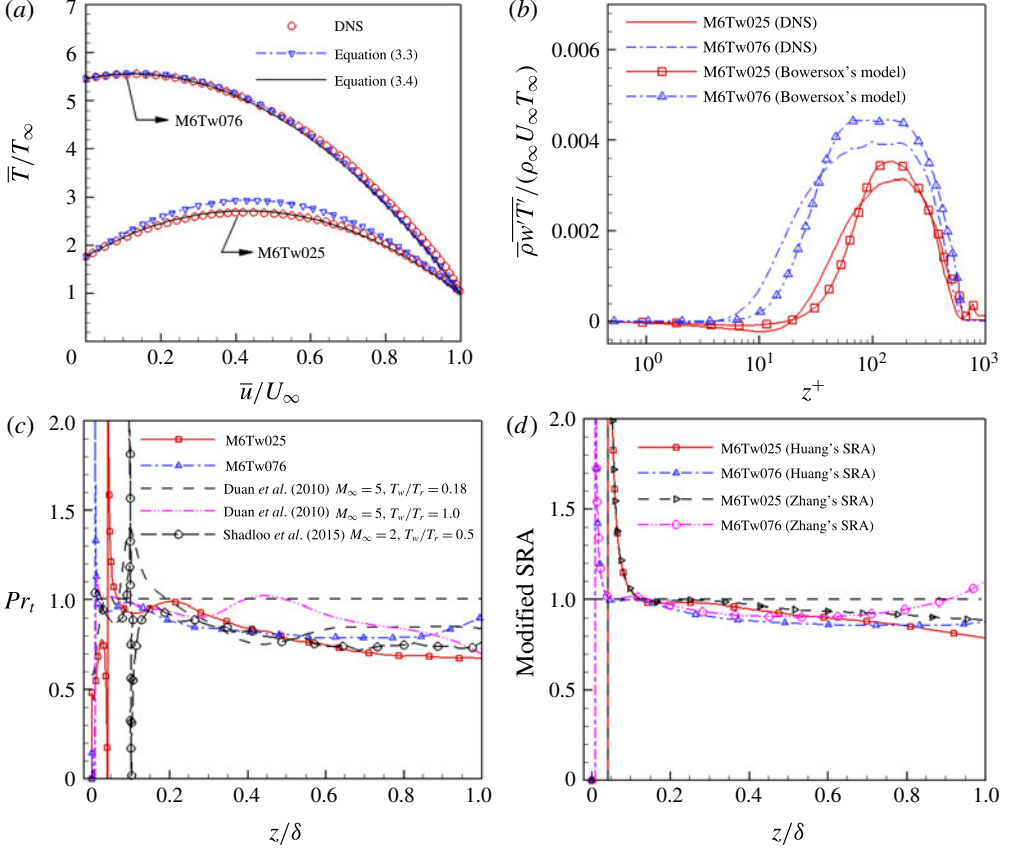 (a)
7
6
5
4
3
2
1
0
0.2
0.4
0.6
0.8
1.0
T̅/T∞
u̅/U∞
DNS
Equation (3.3)
Equation (3.4)
M6Tw076
M6Tw025
(b)
0.006
0.004
0.002
0
10⁰
10¹
10²
10³
ρ̅w′T′/(ρ∞U∞T∞)
z⁺
M6Tw025 (DNS)
M6Tw076 (DNS)
M6Tw025 (Bowersox's model)
M6Tw076 (Bowersox's model)
(c)
2.0
1.5
1.0
0.5
0
0
0.2
0.4
0.6
0.8
1.0
Prₜ
z/δ
M6Tw025
M6Tw076
Duan et al. (2010) M∞ = 5, Tw/Tr = 0.18
Duan et al. (2010) M∞ = 5, Tw/Tr = 1.0
Shadloo et al. (2015) M∞ = 2, Tw/Tr = 0.5
(d)
2.0
1.5
1.0
0.5
0
0
0.2
0.4
0.6
0.8
1.0
Modified SRA
z/δ
M6Tw025 (Huang's SRA)
M6Tw076 (Huang's SRA)
M6Tw025 (Zhang's SRA)
M6Tw076 (Zhang's SRA)